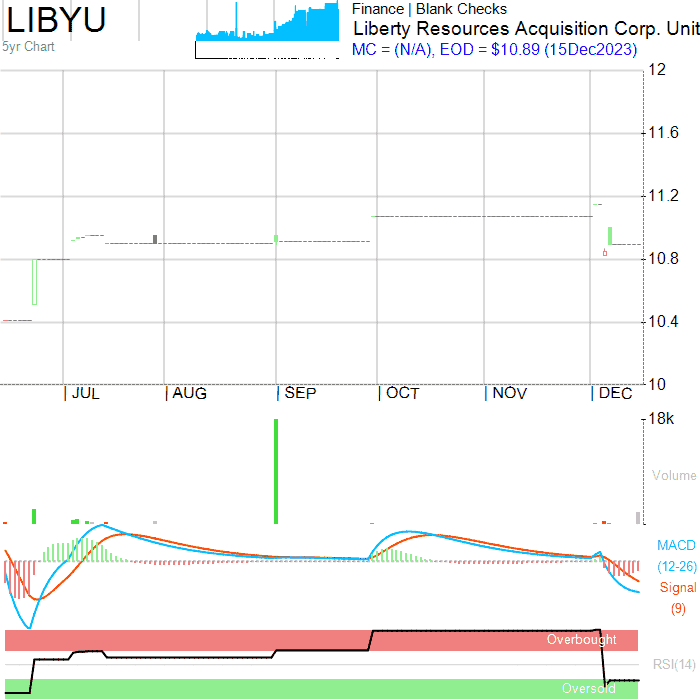 LIBYU
5yr Chart
Finance | Blank Checks
Liberty Resources Acquisition Corp. Unit
MC = (N/A), EOD = $10.89 (15Dec2023)
12
11.6
11.2
10.8
10.4
10
JUL
AUG
SEP
OCT
NOV
DEC
18k
Volume
MACD
(12-26)
Signal
(9)
Overbought
RSI(14)
Oversold